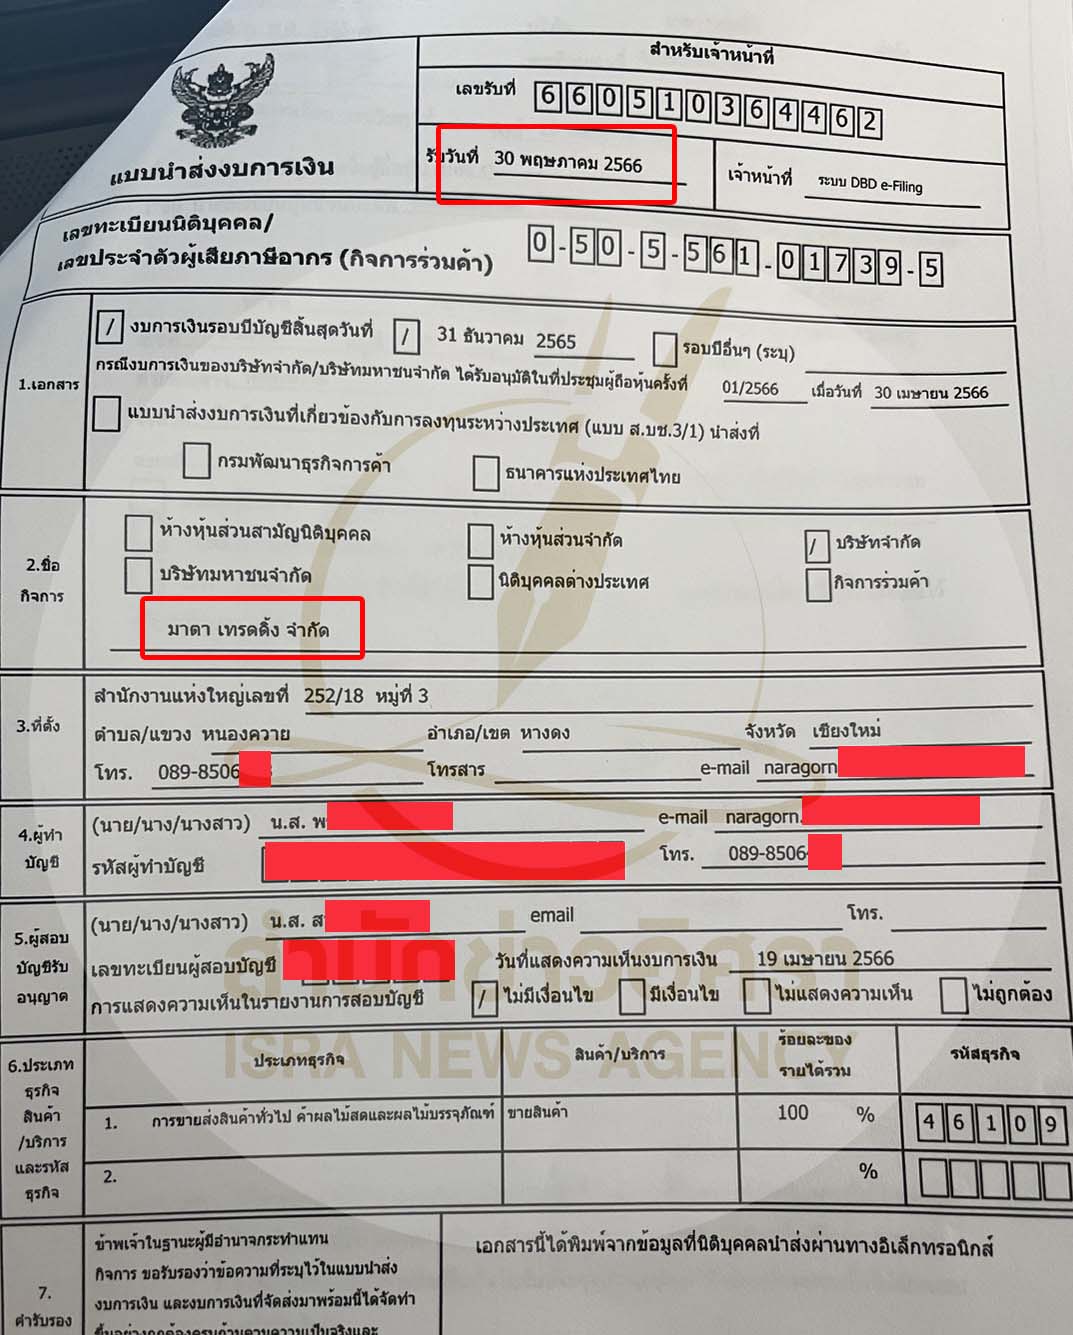 สำหรับเจ้าหน้าที่
เลขรับที่ 660510364462
แบบนำส่งงบการเงิน
รับวันที่ 30 พฤษภาคม 2566
เจ้าหน้าที่ ระบบ DBD e-Filing
เลขทะเบียนนิติบุคคล/
เลขประจำตัวผู้เสียภาษีอากร (กิจการร่วมค้า) 0-50-5-561-01739-5
1.เอกสาร
/ งบการเงินรอบปีบัญชีสิ้นสุดวันที่ / 31 ธันวาคม 2565 รอบปีอื่นๆ (ระบุ)
กรณีงบการเงินของบริษัทจำกัด/บริษัทมหาชนจำกัด ได้รับอนุมัติในที่ประชุมผู้ถือหุ้นครั้งที่ 01/2566 เมื่อวันที่ 30 เมษายน 2566
แบบนำส่งงบการเงินที่เกี่ยวข้องกับการลงทุนระหว่างประเทศ (แบบ ส.บช.3/1) นำส่งที่
กรมพัฒนาธุรกิจการค้า ธนาคารแห่งประเทศไทย
2.ชื่อ
กิจการ
ห้างหุ้นส่วนสามัญนิติบุคคล ห้างหุ้นส่วนจำกัด / บริษัทจำกัด
บริษัทมหาชนจำกัด นิติบุคคลต่างประเทศ กิจการร่วมค้า
มาตา เทรดดิ้ง จำกัด
3.ที่ตั้ง
สำนักงานแห่งใหญ่เลขที่ 252/18 หมู่ที่ 3
ตำบล/แขวง หนองควาย อำเภอ/เขต หางดง จังหวัด เชียงใหม่
โทร. 089-8506 โทรสาร e-mail naragorn
4.ผู้ทำ
บัญชี
(นาย/นาง/นางสาว) น.ส. พ e-mail naragorn.
รหัสผู้ทำบัญชี โทร. 089-8506
5.ผู้สอบ
บัญชีรับ
อนุญาต
(นาย/นาง/นางสาว) น.ส. ส email โทร.
เลขทะเบียนผู้สอบบัญชี วันที่แสดงความเห็นงบการเงิน 19 เมษายน 2566
การแสดงความเห็นในรายงานการสอบบัญชี / ไม่มีเงื่อนไข มีเงื่อนไข ไม่แสดงความเห็น ไม่ถูกต้อง
สำนักข่าวอิศรา
ISRA NEWS AGENCY
6.ประเภท
ธุรกิจ
สินค้า
/บริการ
และรหัส
ธุรกิจ
ประเภทธุรกิจ สินค้า/บริการ ร้อยละของ
รายได้รวม รหัสธุรกิจ
1. การขายส่งสินค้าทั่วไป ค้าผลไม้สดและผลไม้บรรจุภัณฑ์ ขายสินค้า 100 % 46109
2. %
7.
คำรับรอง
ข้าพเจ้าในฐานะผู้มีอำนาจกระทำแทน
กิจการ ขอรับรองว่าข้อความที่ระบุไว้ในแบบนำส่ง
งบการเงิน และงบการเงินที่จัดส่งมาพร้อมนี้ได้จัดทำ
ขึ้นอย่างถูกต้องครบถ้วนตามความเป็นจริงและ
เอกสารนี้ได้พิมพ์จากข้อมูลที่นิติบุคคลนำส่งผ่านทางอิเล็กทรอนิกส์